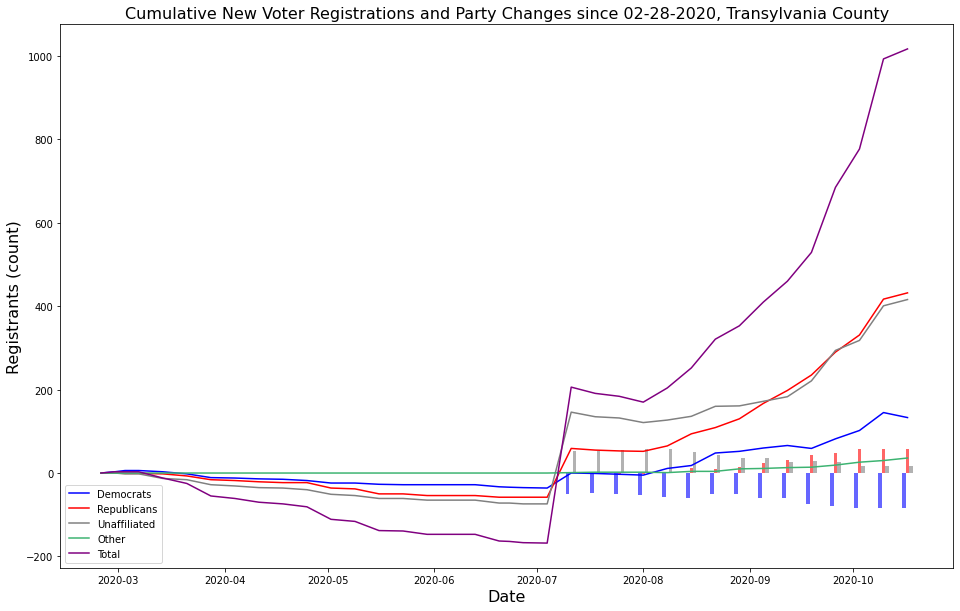 Cumulative New Voter Registrations and Party Changes since 02-28-2020, Transylvania County
Registrants (count)
1000
800
600
400
200
0
−200
Democrats
Republicans
Unaffiliated
Other
Total
2020-03
2020-04
2020-05
2020-06
2020-07
2020-08
2020-09
2020-10
Date